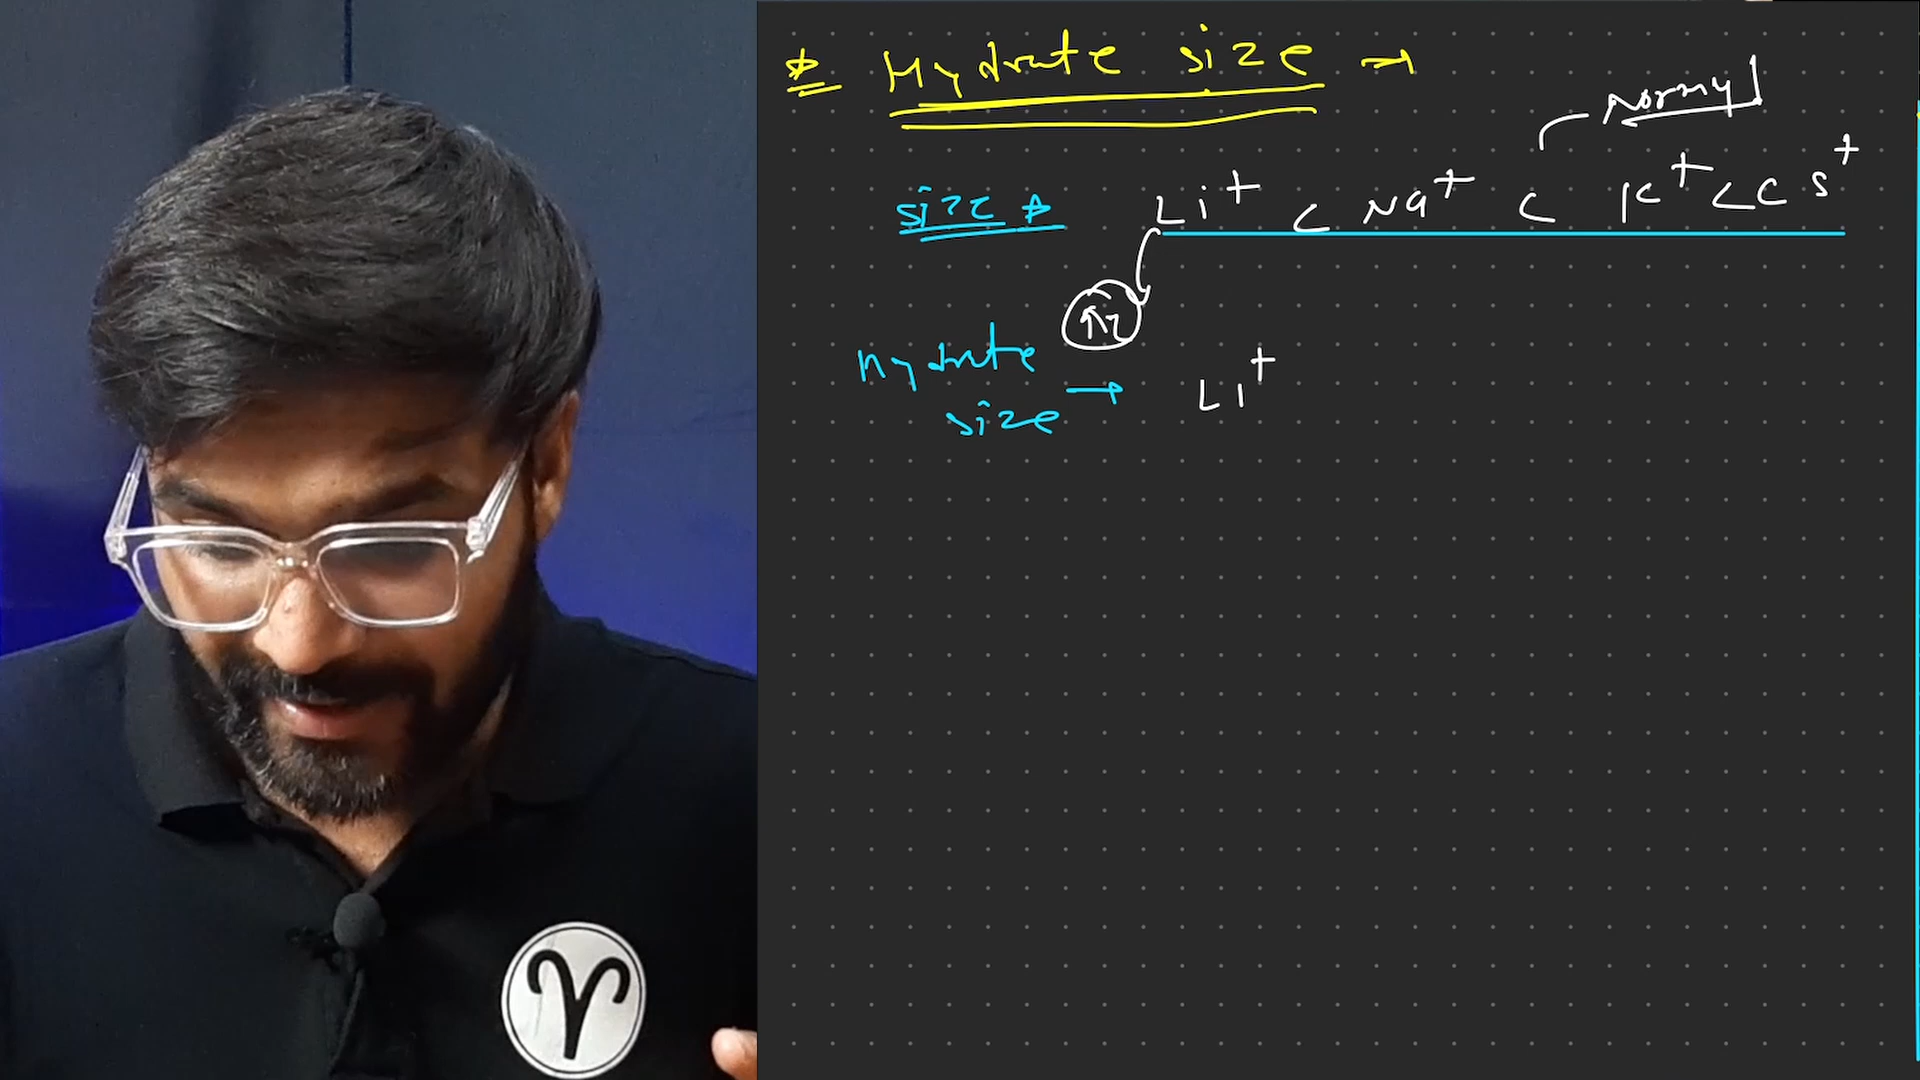 * Hydrate size →
Normal
size * Li+ < Na+ < K+ < Cs+
Hydrate
size → Li+